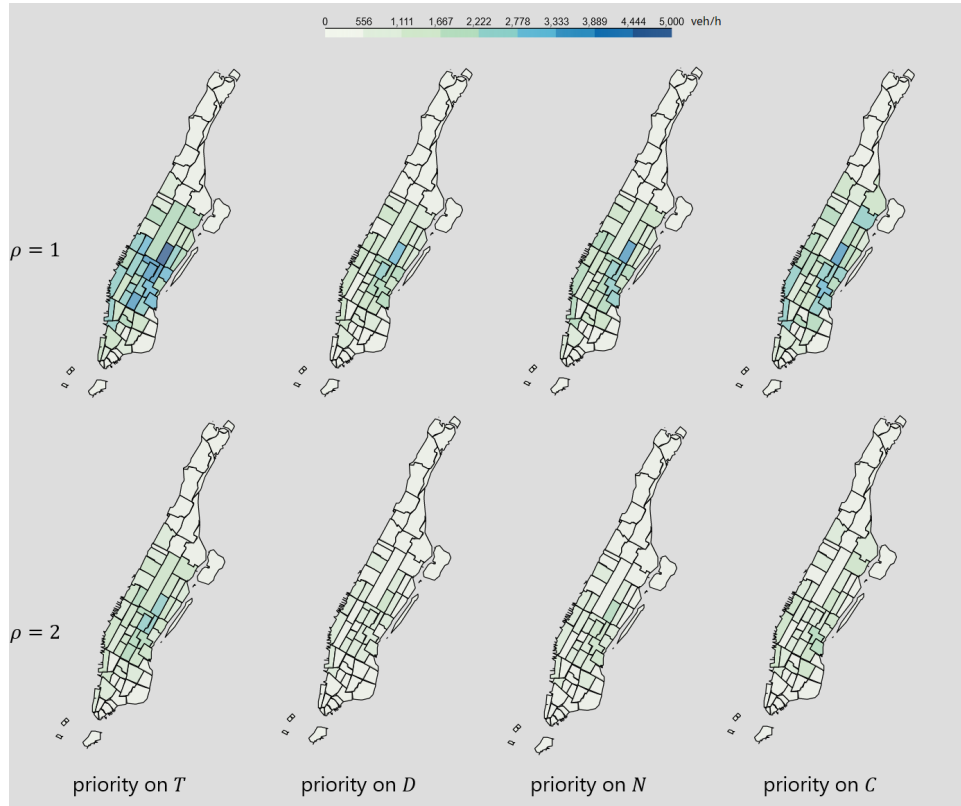 0 556 1,111 1,667 2,222 2,778 3,333 3,889 4,444 5,000 veh/h
ρ = 1
ρ = 2
priority on T priority on D priority on N priority on C